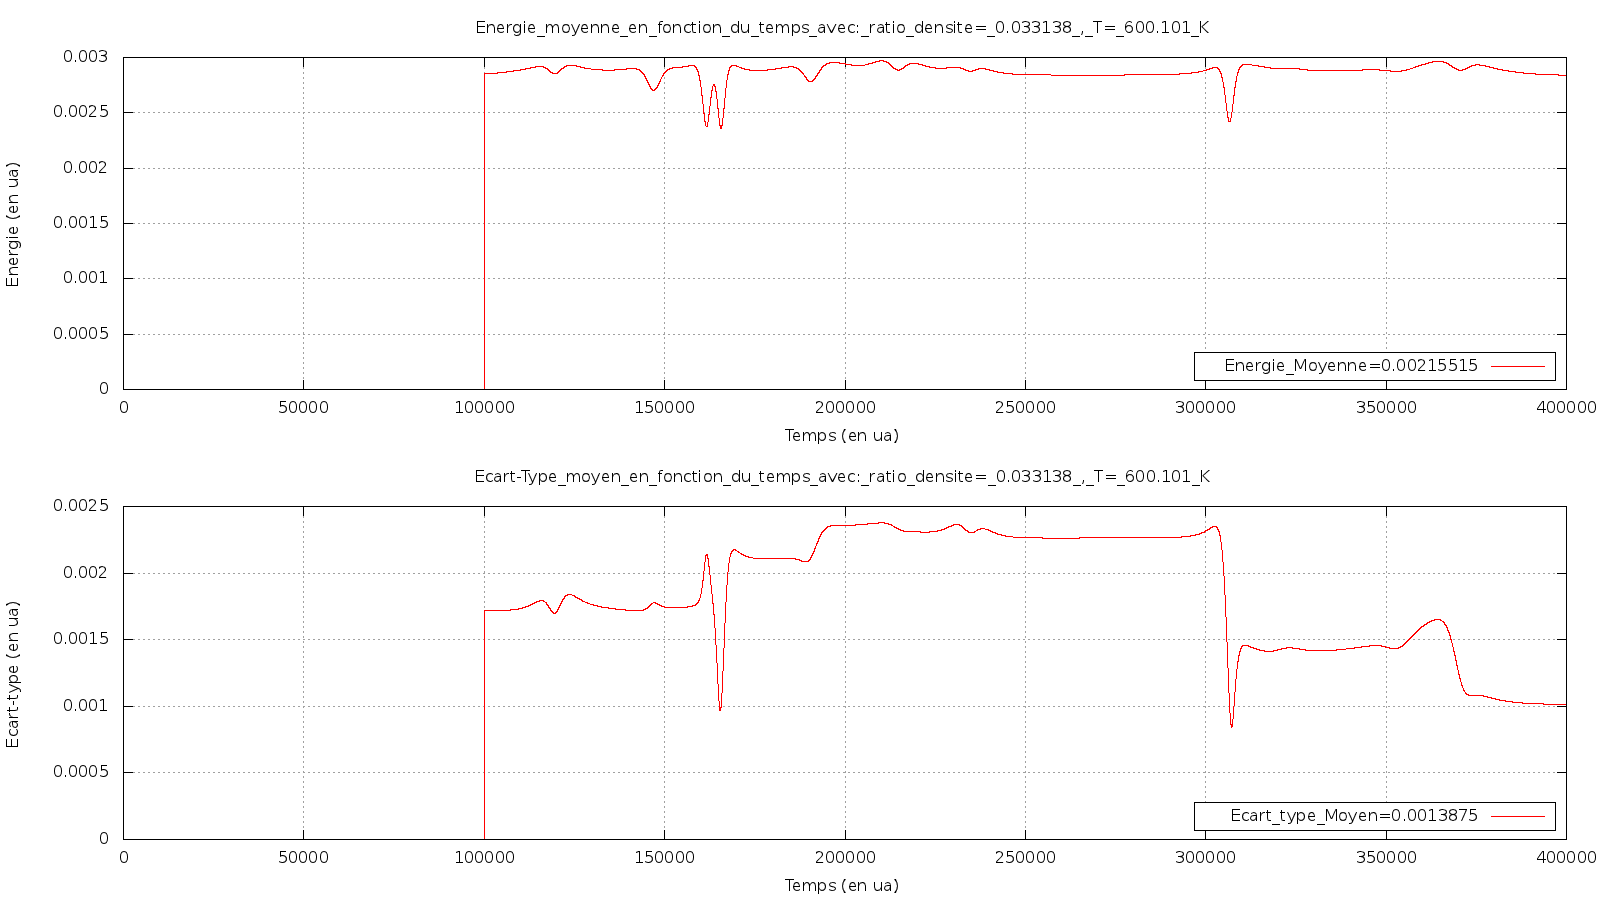 Energie_moyenne_en_fonction_du_temps_avec:_ratio_densite=_0.033138_,_T=_600.101_K
0.003
0.0025
0.002
0.0015
0.001
0.0005
0
Energie (en ua)
Energie_Moyenne=0.00215515
0 50000 100000 150000 200000 250000 300000 350000 400000
Temps (en ua)
Ecart-Type_moyen_en_fonction_du_temps_avec:_ratio_densite=_0.033138_,_T=_600.101_K
0.0025
0.002
0.0015
0.001
0.0005
0
Ecart-type (en ua)
Ecart_type_Moyen=0.0013875
0 50000 100000 150000 200000 250000 300000 350000 400000
Temps (en ua)